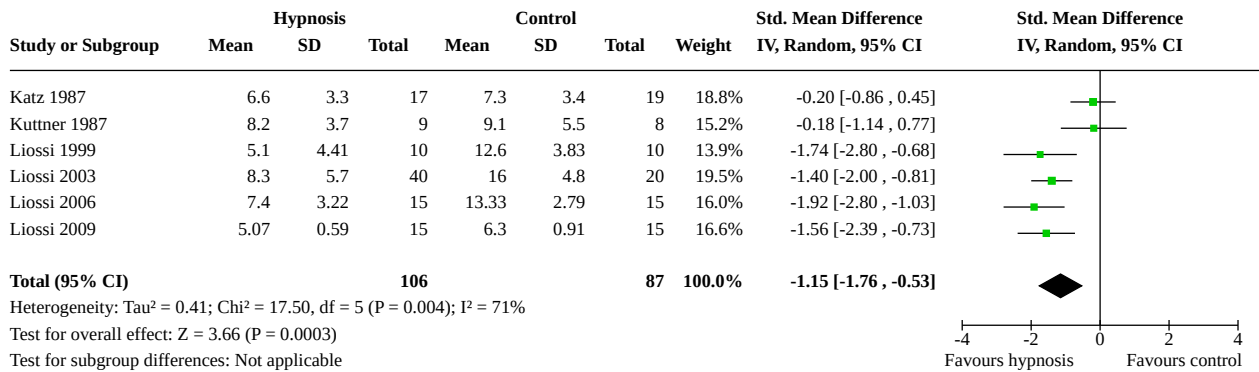 Hypnosis Control Std. Mean Difference Std. Mean Difference
Study or Subgroup Mean SD Total Mean SD Total Weight IV, Random, 95% CI IV, Random, 95% CI
Katz 1987 6.6 3.3 17 7.3 3.4 19 18.8% -0.20 [-0.86 , 0.45]
Kuttner 1987 8.2 3.7 9 9.1 5.5 8 15.2% -0.18 [-1.14 , 0.77]
Liossi 1999 5.1 4.41 10 12.6 3.83 10 13.9% -1.74 [-2.80 , -0.68]
Liossi 2003 8.3 5.7 40 16 4.8 20 19.5% -1.40 [-2.00 , -0.81]
Liossi 2006 7.4 3.22 15 13.33 2.79 15 16.0% -1.92 [-2.80 , -1.03]
Liossi 2009 5.07 0.59 15 6.3 0.91 15 16.6% -1.56 [-2.39 , -0.73]
Total (95% CI) 106 87 100.0% -1.15 [-1.76 , -0.53]
Heterogeneity: Tau² = 0.41; Chi² = 17.50, df = 5 (P = 0.004); I² = 71%
Test for overall effect: Z = 3.66 (P = 0.0003)
-4 -2 0 2 4
Test for subgroup differences: Not applicable Favours hypnosis Favours control